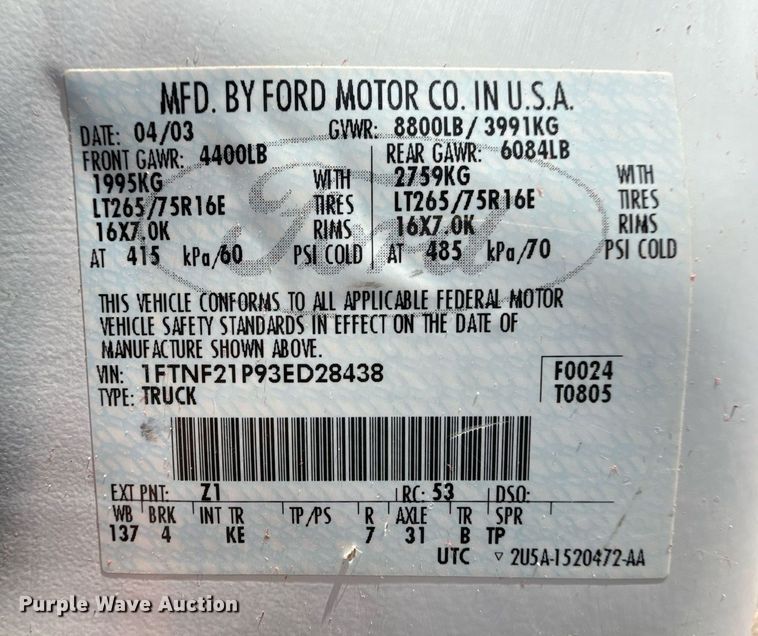 MFD. BY FORD MOTOR CO. IN U.S.A.
DATE: 04/03 GVWR: 8800LB / 3991KG
FRONT GAWR: 4400LB REAR GAWR: 6084LB
1995KG WITH 2759KG WITH
LT265/75R16E TIRES LT265/75R16E TIRES
16X7.0K RIMS 16X7.0K RIMS
AT 415 kPa/60 PSI COLD AT 485 kPa/70 PSI COLD
Ford
THIS VEHICLE CONFORMS TO ALL APPLICABLE FEDERAL MOTOR
VEHICLE SAFETY STANDARDS IN EFFECT ON THE DATE OF
MANUFACTURE SHOWN ABOVE.
VIN: 1FTNF21P93ED28438 F0024
TYPE: TRUCK T0805
EXT PNT: Z1 RC: 53 DSO:
WB BRK INT TR TP/PS R AXLE TR SPR
137 4 KE 7 31 B TP
UTC ▽ 2U5A-1520472-AA
Purple Wave Auction